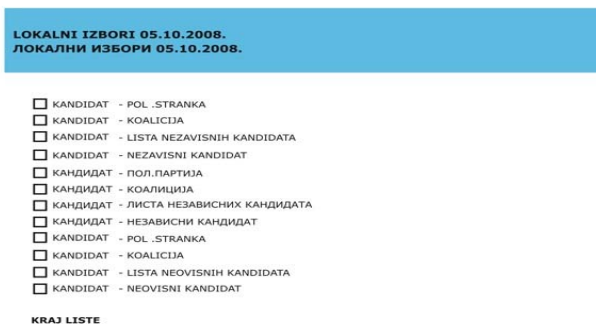 LOKALNI IZBORI 05.10.2008.
ЛОКАЛНИ ИЗБОРИ 05.10.2008.
KANDIDAT - POL .STRANKA
KANDIDAT - KOALICIJA
KANDIDAT - LISTA NEZAVISNIH KANDIDATA
KANDIDAT - NEZAVISNI KANDIDAT
КАНДИДАТ - ПОЛ.ПАРТИЈА
КАНДИДАТ - КОАЛИЦИЈА
КАНДИДАТ - ЛИСТА НЕЗАВИСНИХ КАНДИДАТА
КАНДИДАТ - НЕЗАВИСНИ КАНДИДАТ
KANDIDAT - POL .STRANKA
KANDIDAT - KOALICIJA
KANDIDAT - LISTA NEOVISNIH KANDIDATA
KANDIDAT - NEOVISNI KANDIDAT
KRAJ LISTE